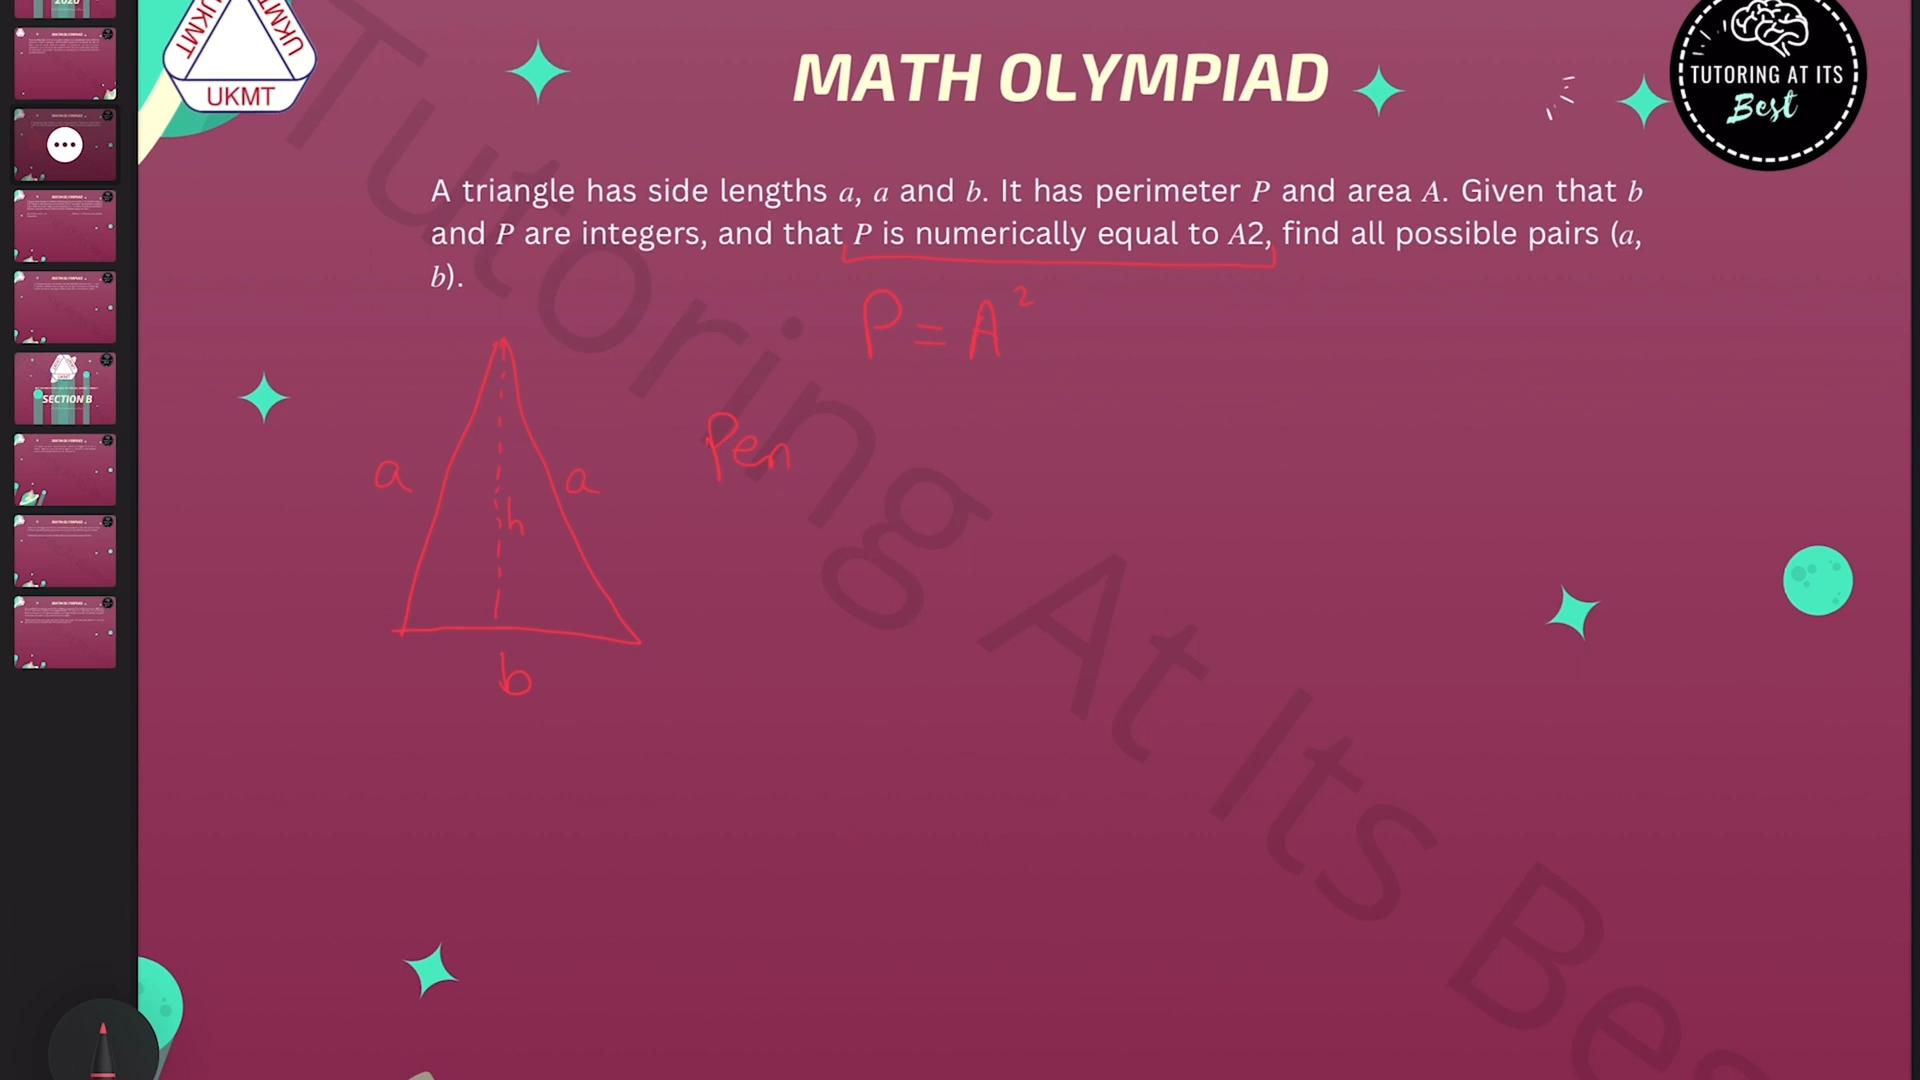 UKMT
UKMT
UKMT
MATH OLYMPIAD
TUTORING AT ITS
Best
A triangle has side lengths a, a and b. It has perimeter P and area A. Given that b
and P are integers, and that P is numerically equal to A2, find all possible pairs (a,
b).
P = A²
Pen
a
a
h
b
SECTION B
Tutoring At Its Bes